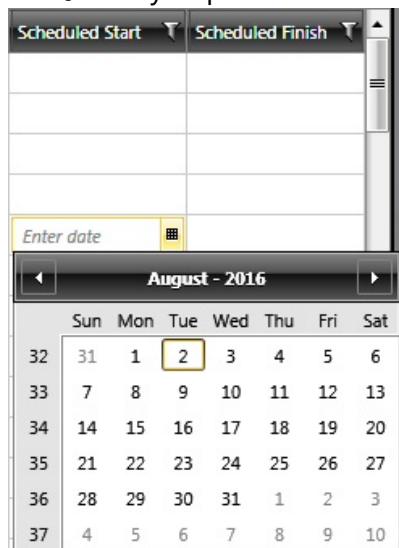 Scheduled Start Scheduled Finish
Enter date
August - 2016
Sun Mon Tue Wed Thu Fri Sat
32 31 1 2 3 4 5 6
33 7 8 9 10 11 12 13
34 14 15 16 17 18 19 20
35 21 22 23 24 25 26 27
36 28 29 30 31 1 2 3
37 4 5 6 7 8 9 10